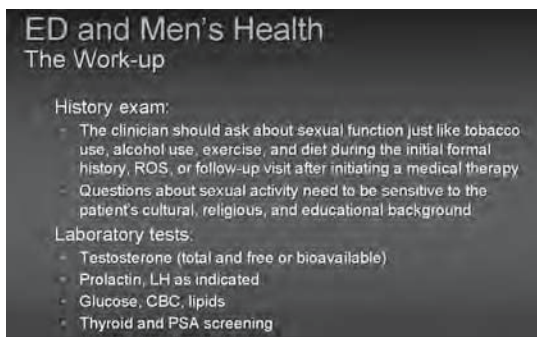 ED and Men's Health
The Work-up
History exam:
- The clinician should ask about sexual function just like tobacco
use, alcohol use, exercise, and diet during the initial formal
history, ROS, or follow-up visit after initiating a medical therapy
- Questions about sexual activity need to be sensitive to the
patient's cultural, religious, and educational background
Laboratory tests:
- Testosterone (total and free or bioavailable)
- Prolactin, LH as indicated
- Glucose, CBC, lipids
- Thyroid and PSA screening